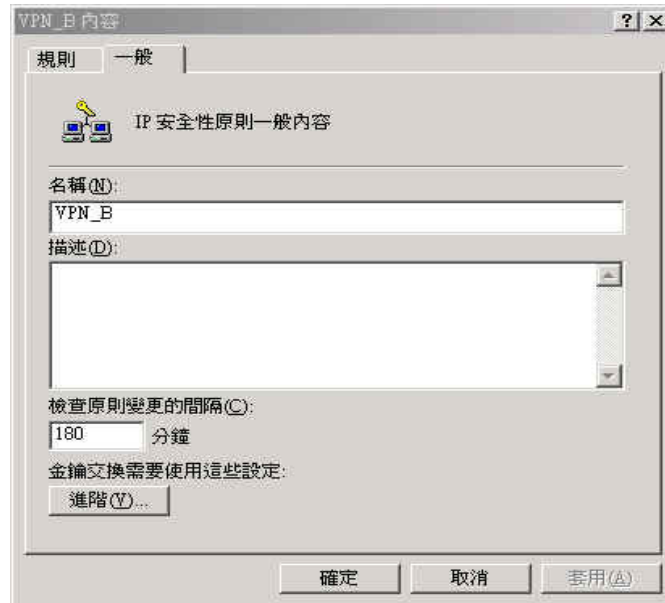 VPN_B 內容
規則
一般
IP 安全性原則一般內容
名稱(N):
VPN_B
描述(D):
檢查原則變更的間隔(C):
180 分鐘
金鑰交換需要使用這些設定:
進階(V)...
確定 取消 套用(A)